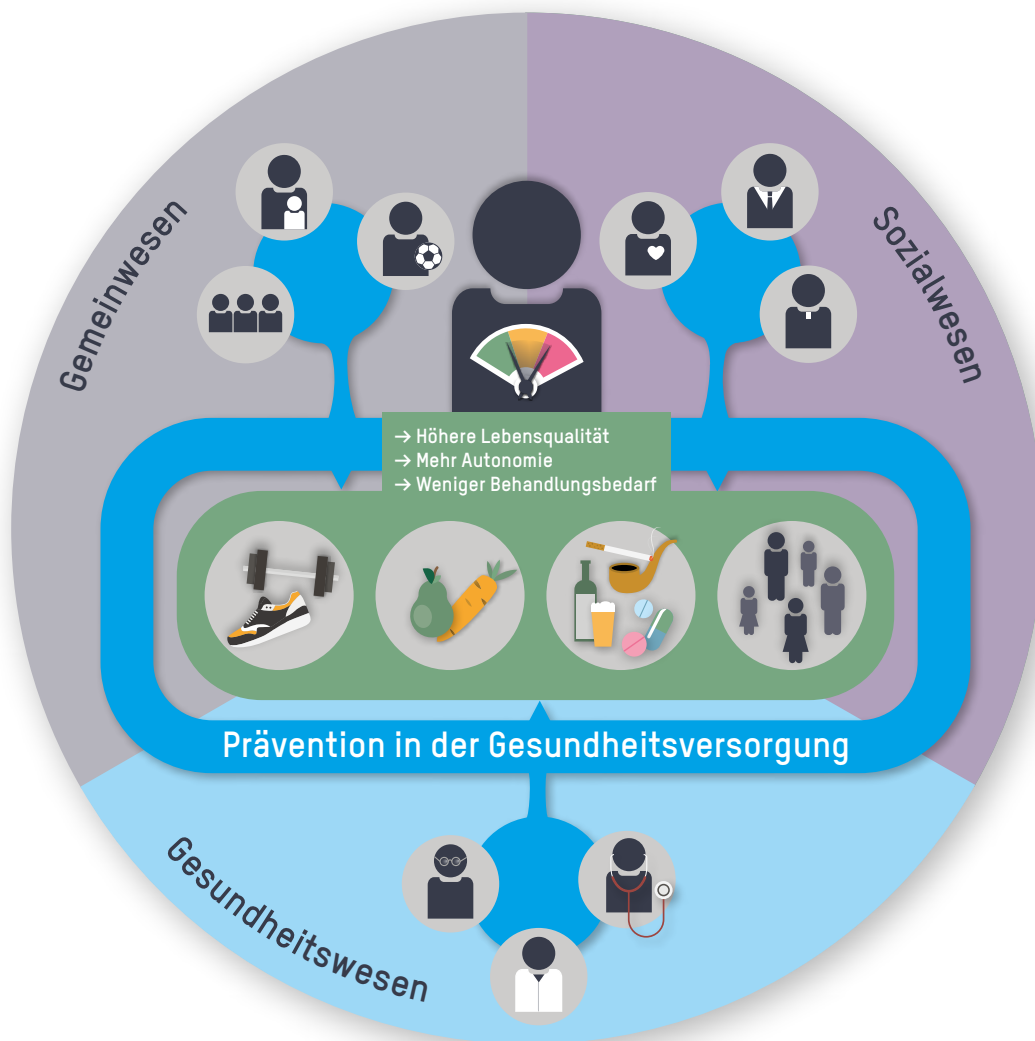 Gemeinwesen
Sozialwesen
→ Höhere Lebensqualität
→ Mehr Autonomie
→ Weniger Behandlungsbedarf
Prävention in der Gesundheitsversorgung
Gesundheitswesen